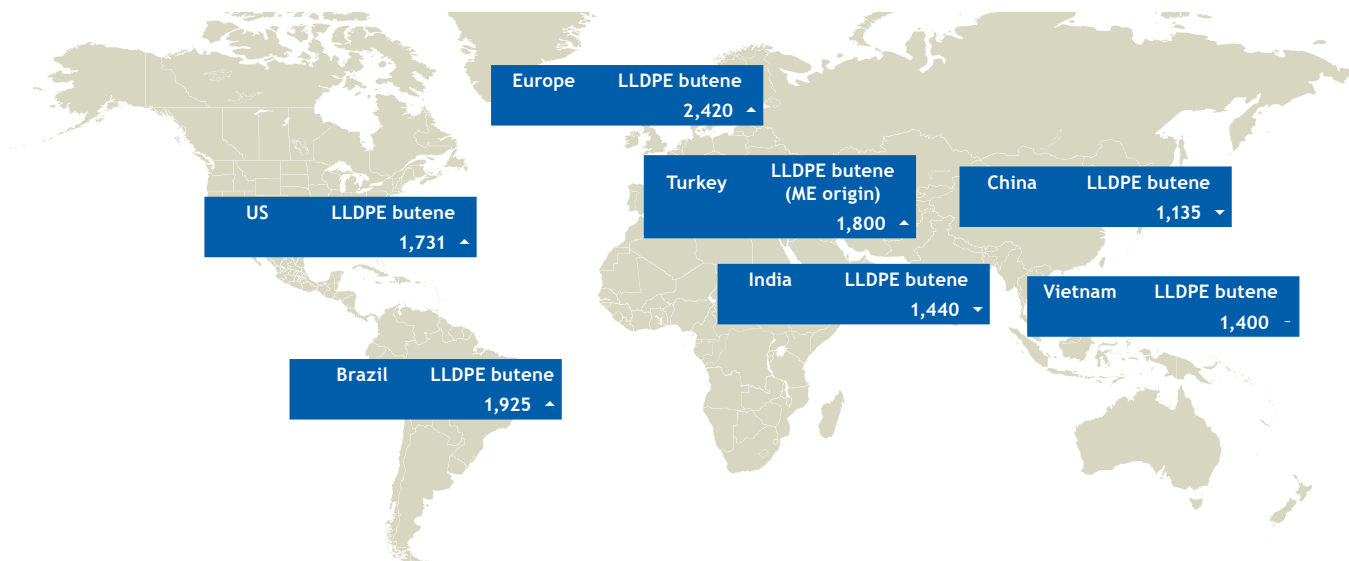 Europe LLDPE butene
2,420
Turkey LLDPE butene
(ME origin)
1,800
China LLDPE butene
1,135
US LLDPE butene
1,731
India LLDPE butene
1,440
Vietnam LLDPE butene
1,400 –
Brazil LLDPE butene
1,925